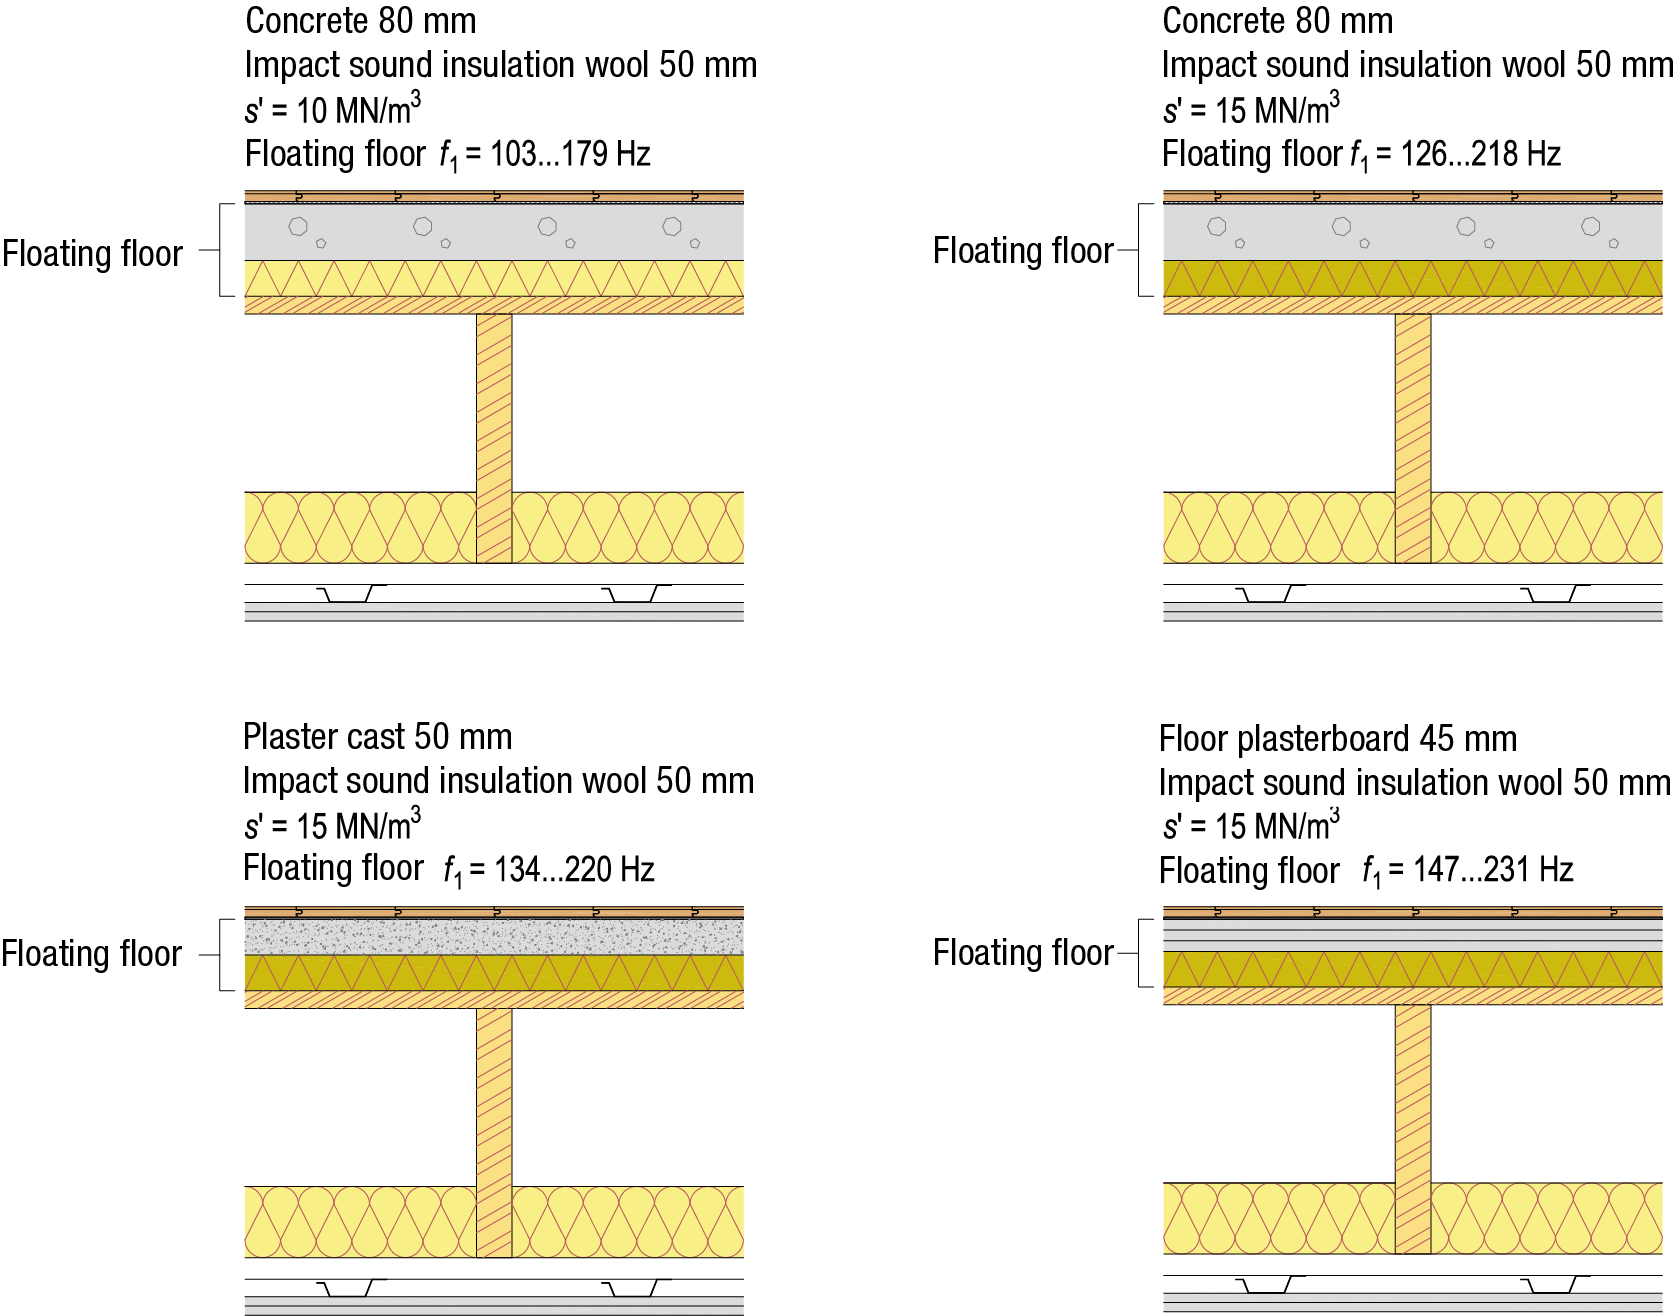 Concrete 80 mm
Impact sound insulation wool 50 mm
s' = 10 MN/m³
Floating floor f₁ = 103...179 Hz
Floating floor
Concrete 80 mm
Impact sound insulation wool 50 mm
s' = 15 MN/m³
Floating floor f₁ = 126...218 Hz
Floating floor
Plaster cast 50 mm
Impact sound insulation wool 50 mm
s' = 15 MN/m³
Floating floor f₁ = 134...220 Hz
Floating floor
Floor plasterboard 45 mm
Impact sound insulation wool 50 mm
s' = 15 MN/m³
Floating floor f₁ = 147...231 Hz
Floating floor